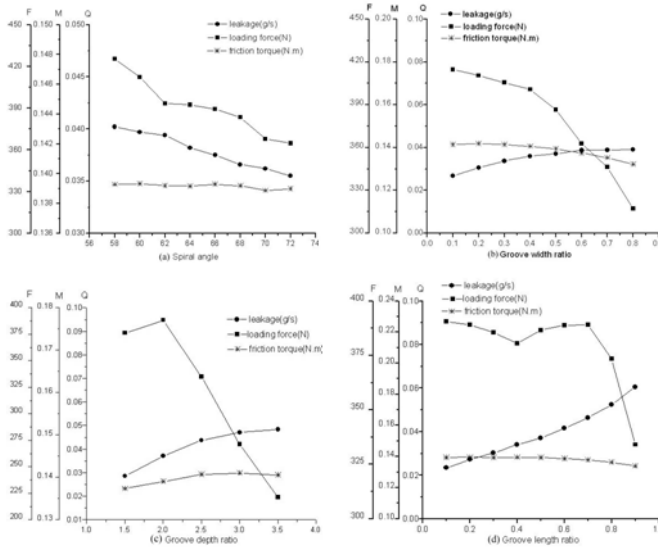 F M Q
450 0.150 0.050
leakage(g/s)
loading force(N)
friction torque(N.m)
0.148
420
0.146 0.045
390
0.144
0.040
0.142
360
0.140
0.035
330
0.138
300 0.136 0.030
56 58 60 62 64 66 68 70 72 74
(a) Spiral angle
F M Q
leakage(g/s)
loading force(N)
friction torque(N.m)
450 0.20 0.10
420 0.18 0.08
390 0.16 0.06
360 0.14 0.04
330 0.12 0.02
300 0.10 0.00
0.0 0.1 0.2 0.3 0.4 0.5 0.6 0.7 0.8 0.9
(b) Groove width ratio
F M Q
leakage(g/s)
loading force(N)
friction torque(N.m)
400 0.18 0.10
375 0.09
350 0.17 0.08
325 0.07
0.16
300 0.06
275 0.05
0.15
250 0.04
225 0.14 0.03
0.02
200 0.13 0.01
1.0 1.5 2.0 2.5 3.0 3.5 4.0
(c) Groove depth ratio
F M Q
leakage(g/s)
loading force(N)
friction torque(N.m)
400 0.24 0.10
0.22
380 0.08
0.20
360 0.18 0.06
0.16
340 0.04
0.14
320 0.12 0.02
300 0.10 0.00
0.0 0.2 0.4 0.6 0.8 1.0
(d) Groove length ratio